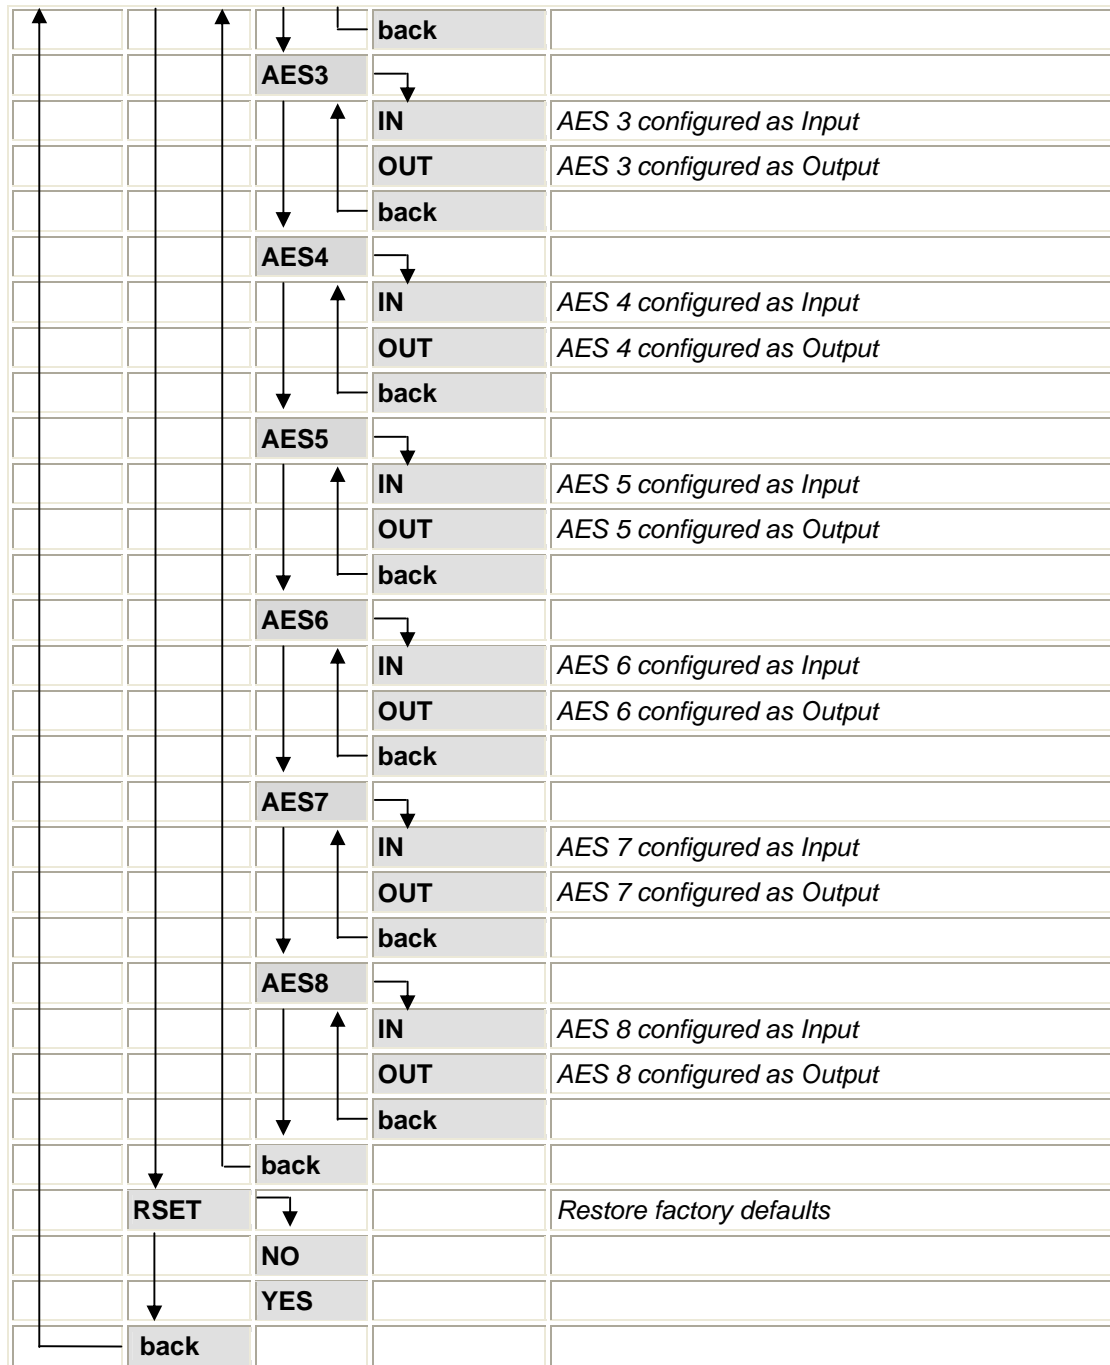 back
AES3
IN AES 3 configured as Input
OUT AES 3 configured as Output
back
AES4
IN AES 4 configured as Input
OUT AES 4 configured as Output
back
AES5
IN AES 5 configured as Input
OUT AES 5 configured as Output
back
AES6
IN AES 6 configured as Input
OUT AES 6 configured as Output
back
AES7
IN AES 7 configured as Input
OUT AES 7 configured as Output
back
AES8
IN AES 8 configured as Input
OUT AES 8 configured as Output
back
back
RSET Restore factory defaults
NO
YES
back